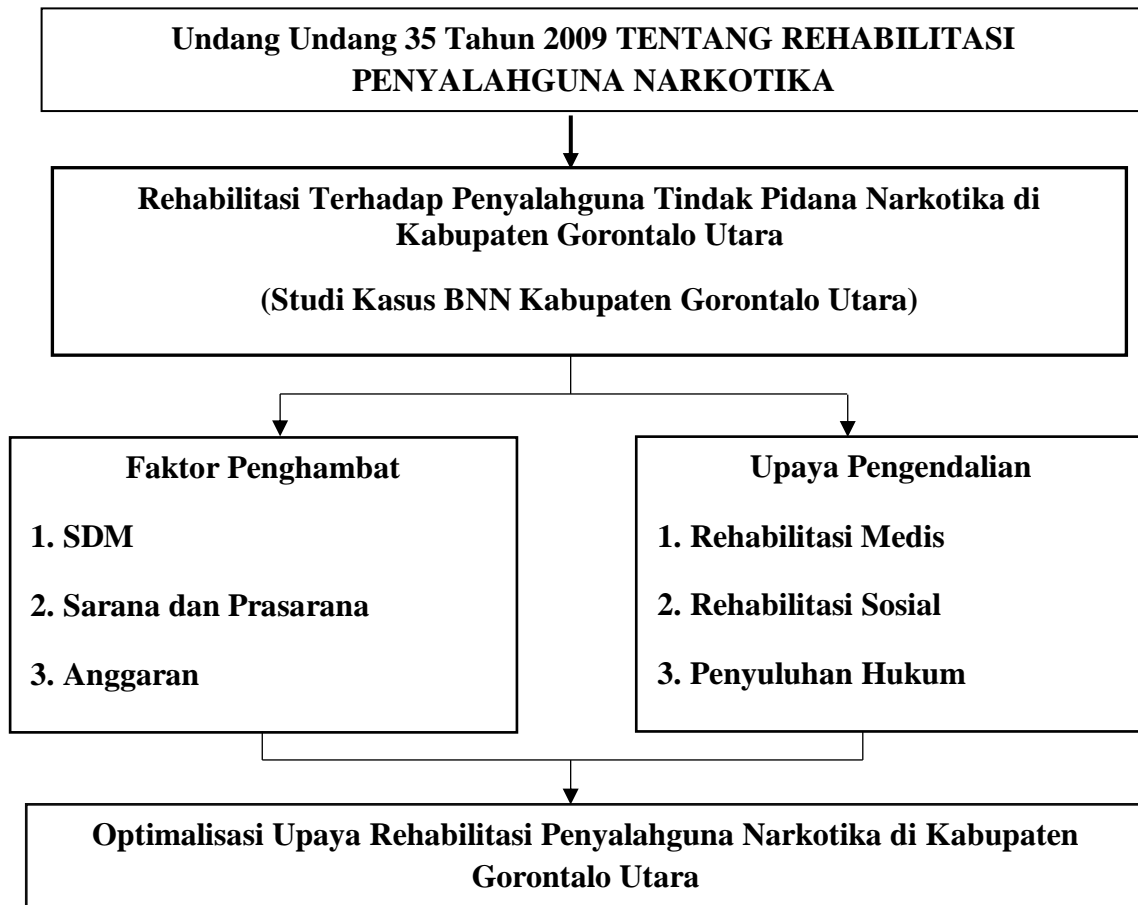 Undang Undang 35 Tahun 2009 TENTANG REHABILITASI
PENYALAHGUNA NARKOTIKA
Rehabilitasi Terhadap Penyalahguna Tindak Pidana Narkotika di
Kabupaten Gorontalo Utara
(Studi Kasus BNN Kabupaten Gorontalo Utara)
Faktor Penghambat
1. SDM
2. Sarana dan Prasarana
3. Anggaran
Upaya Pengendalian
1. Rehabilitasi Medis
2. Rehabilitasi Sosial
3. Penyuluhan Hukum
Optimalisasi Upaya Rehabilitasi Penyalahguna Narkotika di Kabupaten
Gorontalo Utara